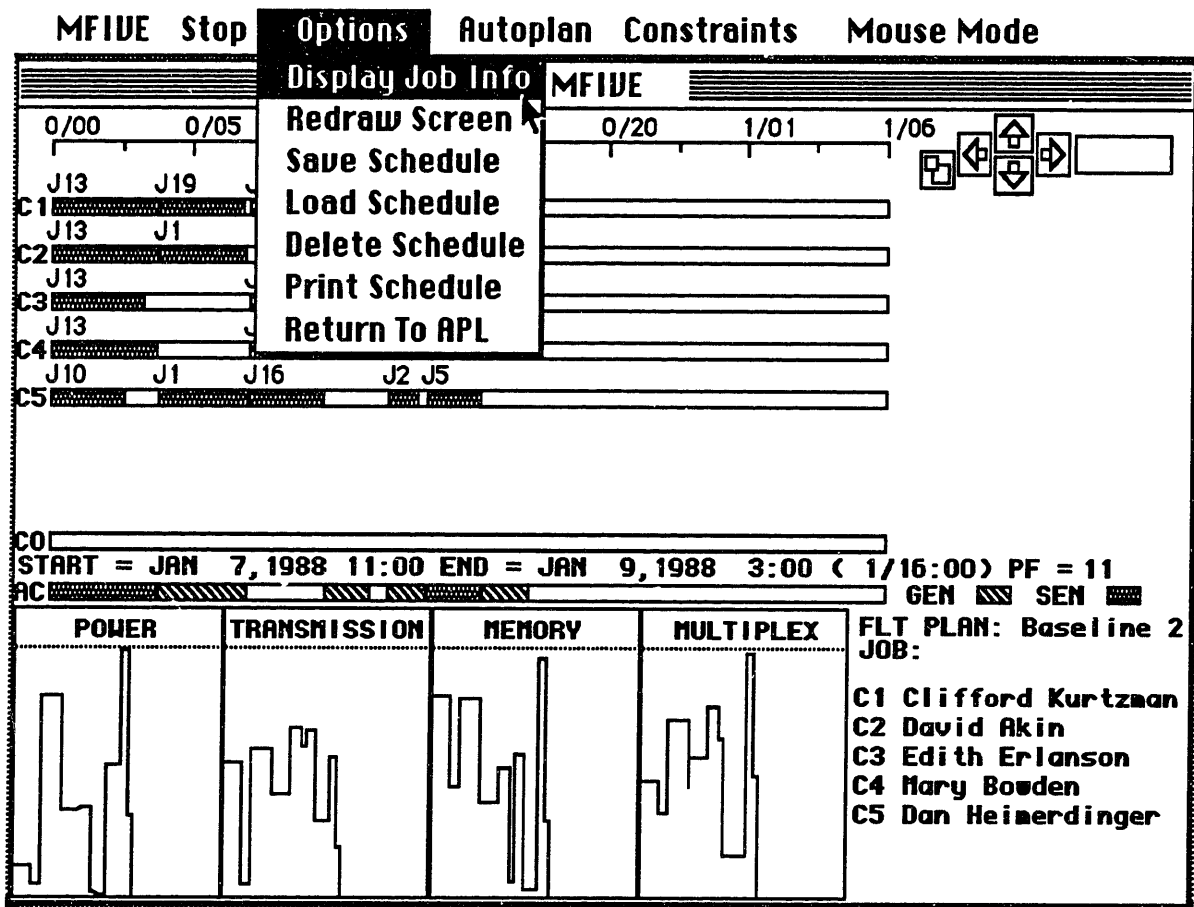 MFIVE Stop Options Autoplan Constraints Mouse Mode
Display Job Info MFIVE
Redraw Screen
Save Schedule
Load Schedule
Delete Schedule
Print Schedule
Return To APL
0/00 0/05 0/20 1/01 1/06
J13 J19
C1
J13 J1
C2
J13
C3
J13
C4
J10 J1 J16 J2 J5
C5
C0
START = JAN 7,1988 11:00 END = JAN 9,1988 3:00 ( 1/16:00) PF = 11
AC GEN SEN
POWER TRANSMISSION MEMORY MULTIPLEX
FLT PLAN: Baseline 2
JOB:
C1 Clifford Kurtzman
C2 David Akin
C3 Edith Erlanson
C4 Mary Bowden
C5 Dan Heimerdinger